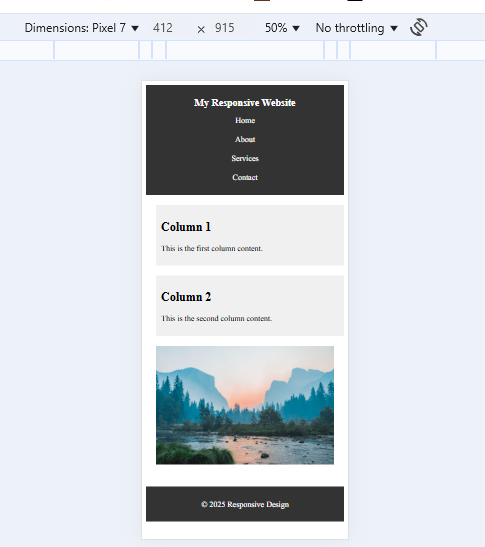 Dimensions: Pixel 7 ▼ 412 × 915 50% ▼ No throttling ▼
My Responsive Website
Home
About
Services
Contact
Column 1
This is the first column content.
Column 2
This is the second column content.
© 2025 Responsive Design